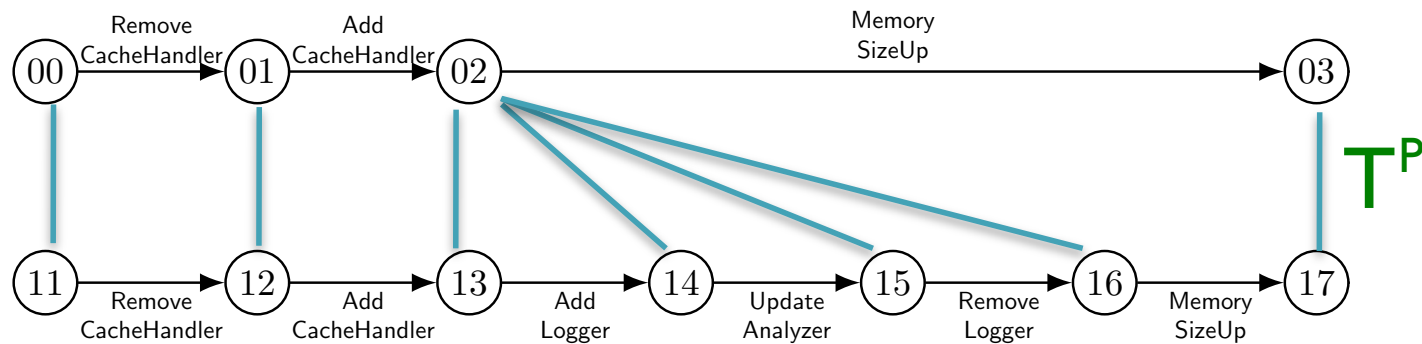 Remove
CacheHandler
Add
CacheHandler
Memory
SizeUp
00
01
02
03
T^P
11
12
13
14
15
16
17
Remove
CacheHandler
Add
CacheHandler
Add
Logger
Update
Analyzer
Remove
Logger
Memory
SizeUp